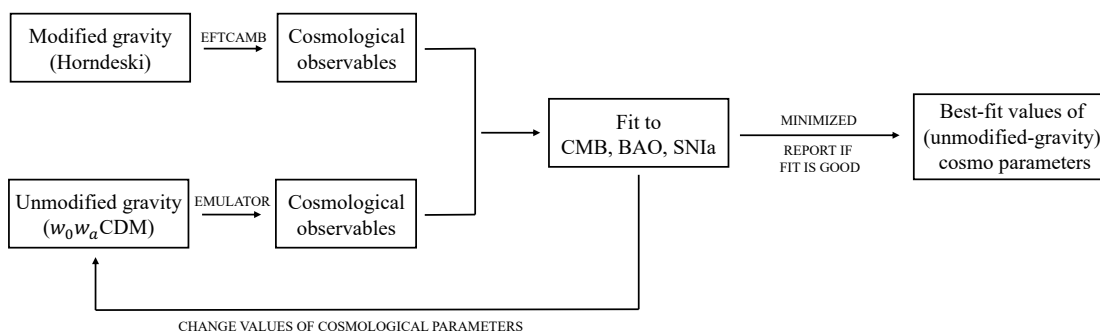 Modified gravity
(Horndeski)
EFTCAMB
Cosmological
observables
Unmodified gravity
(w₀wₐCDM)
EMULATOR
Cosmological
observables
Fit to
CMB, BAO, SNIa
MINIMIZED
REPORT IF
FIT IS GOOD
Best-fit values of
(unmodified-gravity)
cosmo parameters
CHANGE VALUES OF COSMOLOGICAL PARAMETERS